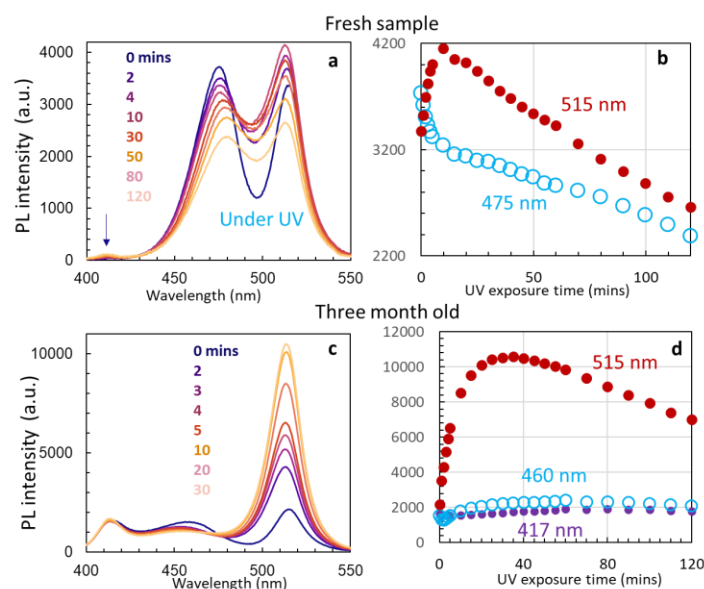 Fresh sample
a
0 mins
2
4
10
30
50
80
120
Under UV
PL intensity (a.u.)
4000
3000
2000
1000
0
400
450
500
550
Wavelength (nm)
b
515 nm
475 nm
4200
3200
2200
0
50
100
UV exposure time (mins)
Three month old
c
0 mins
2
3
4
5
10
20
30
PL intensity (a.u.)
10000
5000
0
400
450
500
550
Wavelength (nm)
d
515 nm
460 nm
417 nm
12000
10000
8000
6000
4000
2000
0
0
40
80
120
UV exposure time (mins)